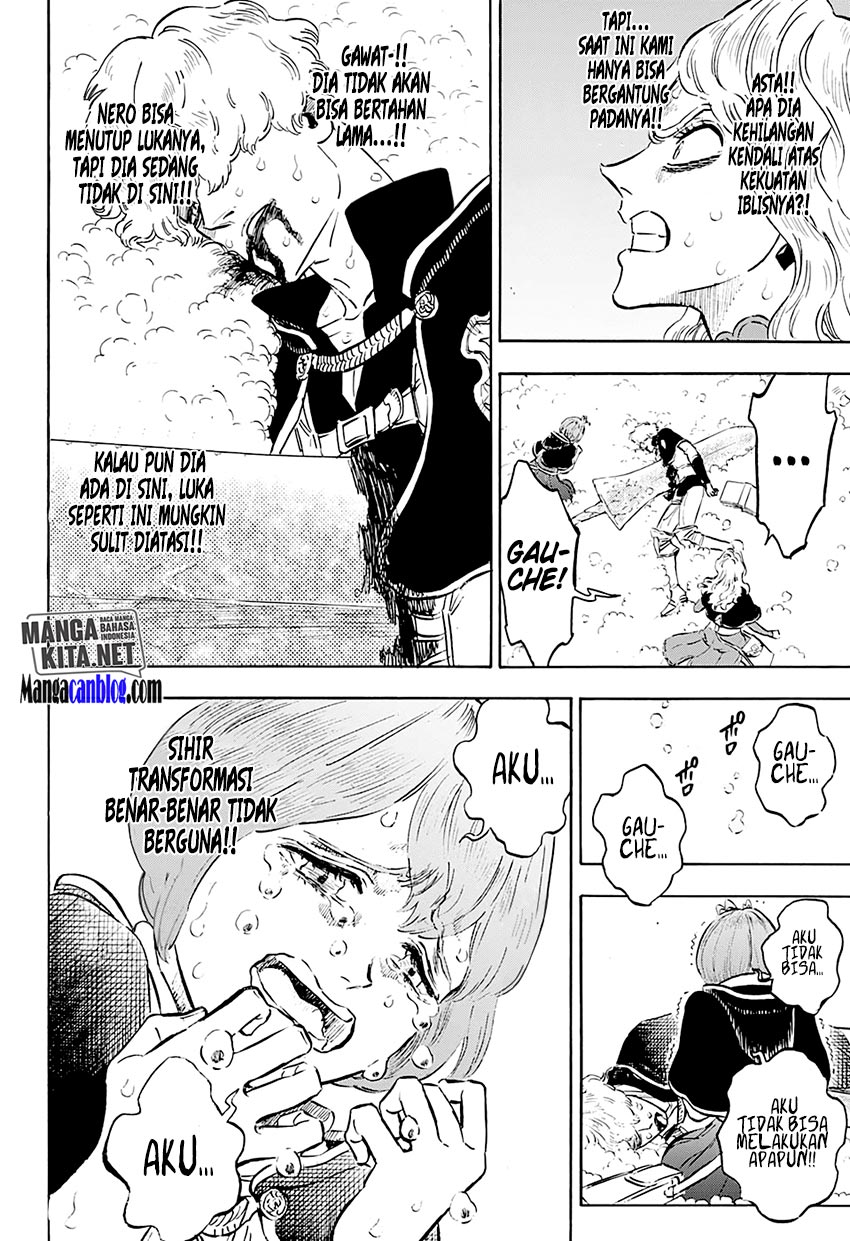 ASTA!!
APA DIA
KEHILANGAN
KENDALI ATAS
KEKUATAN
IBLISNYA?!
TAPI...
SAAT INI KAMI
HANYA BISA
BERGANTUNG
PADANYA!!
GAWAT-!!
DIA TIDAK AKAN
BISA BERTAHAN
LAMA...!!
NERO BISA
MENUTUP LUKANYA,
TAPI DIA SEDANG
TIDAK DI SINI!!
KALAU PUN DIA
ADA DI SINI, LUKA
SEPERTI INI MUNGKIN
SULIT DIATASI!!
...
GAU-
CHE!
MANGA
KITA.NET
BACA MANGA
BAHASA
INDONESIA
Mangacanblog.com
GAU-
CHE...
ポロ
ポロ
GAU-
CHE...
AKU
TIDAK
BISA...
AKU
TIDAK BISA
MELAKUKAN
APAPUN!!
AKU...
SIHIR
TRANSFORMASI
BENAR-BENAR TIDAK
BERGUNA!!
AKU...